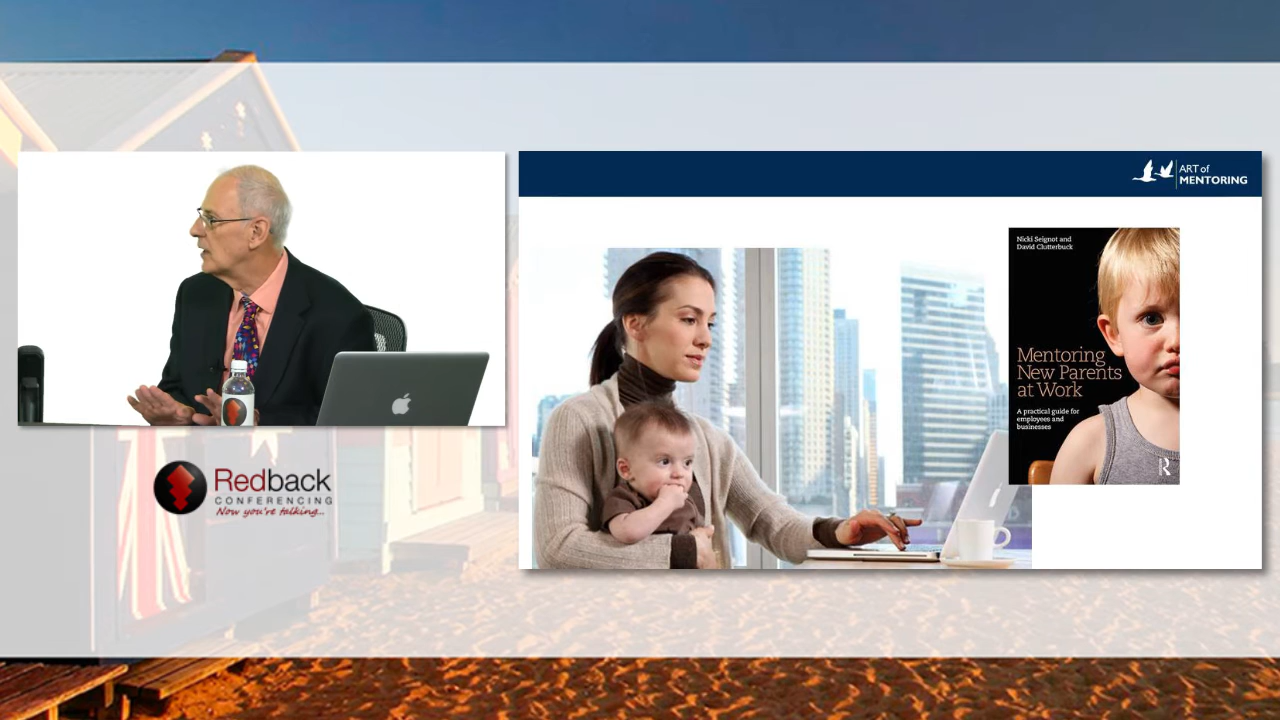 ART of
MENTORING
Nicki Seignot and
David Clutterbuck
Mentoring
New Parents
at Work
A practical guide for
employees and
businesses
R
Redback
CONFERENCING
Now you're talking...